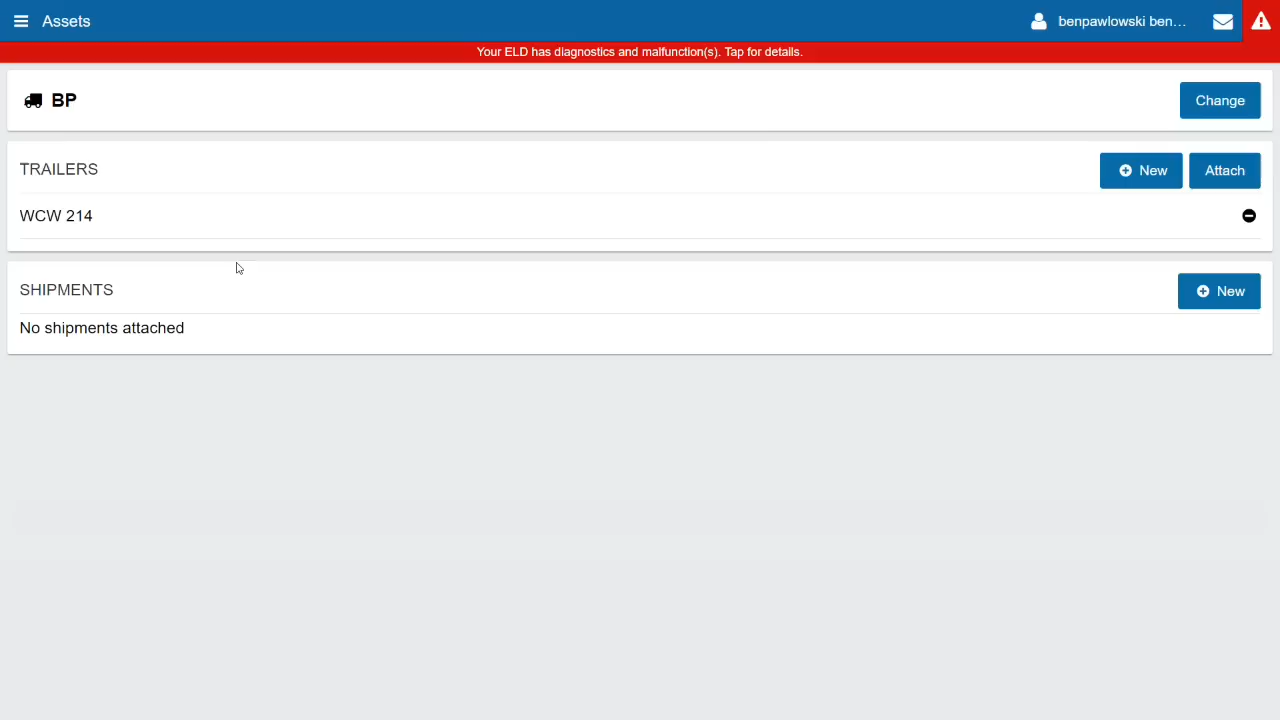 Assets
benpawlowski ben...
Your ELD has diagnostics and malfunction(s). Tap for details.
BP
Change
TRAILERS
New
Attach
WCW 214
SHIPMENTS
New
No shipments attached